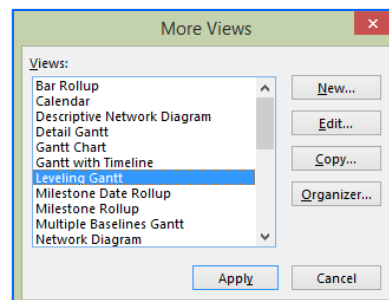 More Views
Views:
Bar Rollup
Calendar
Descriptive Network Diagram
Detail Gantt
Gantt Chart
Gantt with Timeline
Leveling Gantt
Milestone Date Rollup
Milestone Rollup
Multiple Baselines Gantt
Network Diagram
New...
Edit...
Copy...
Organizer...
Apply
Cancel